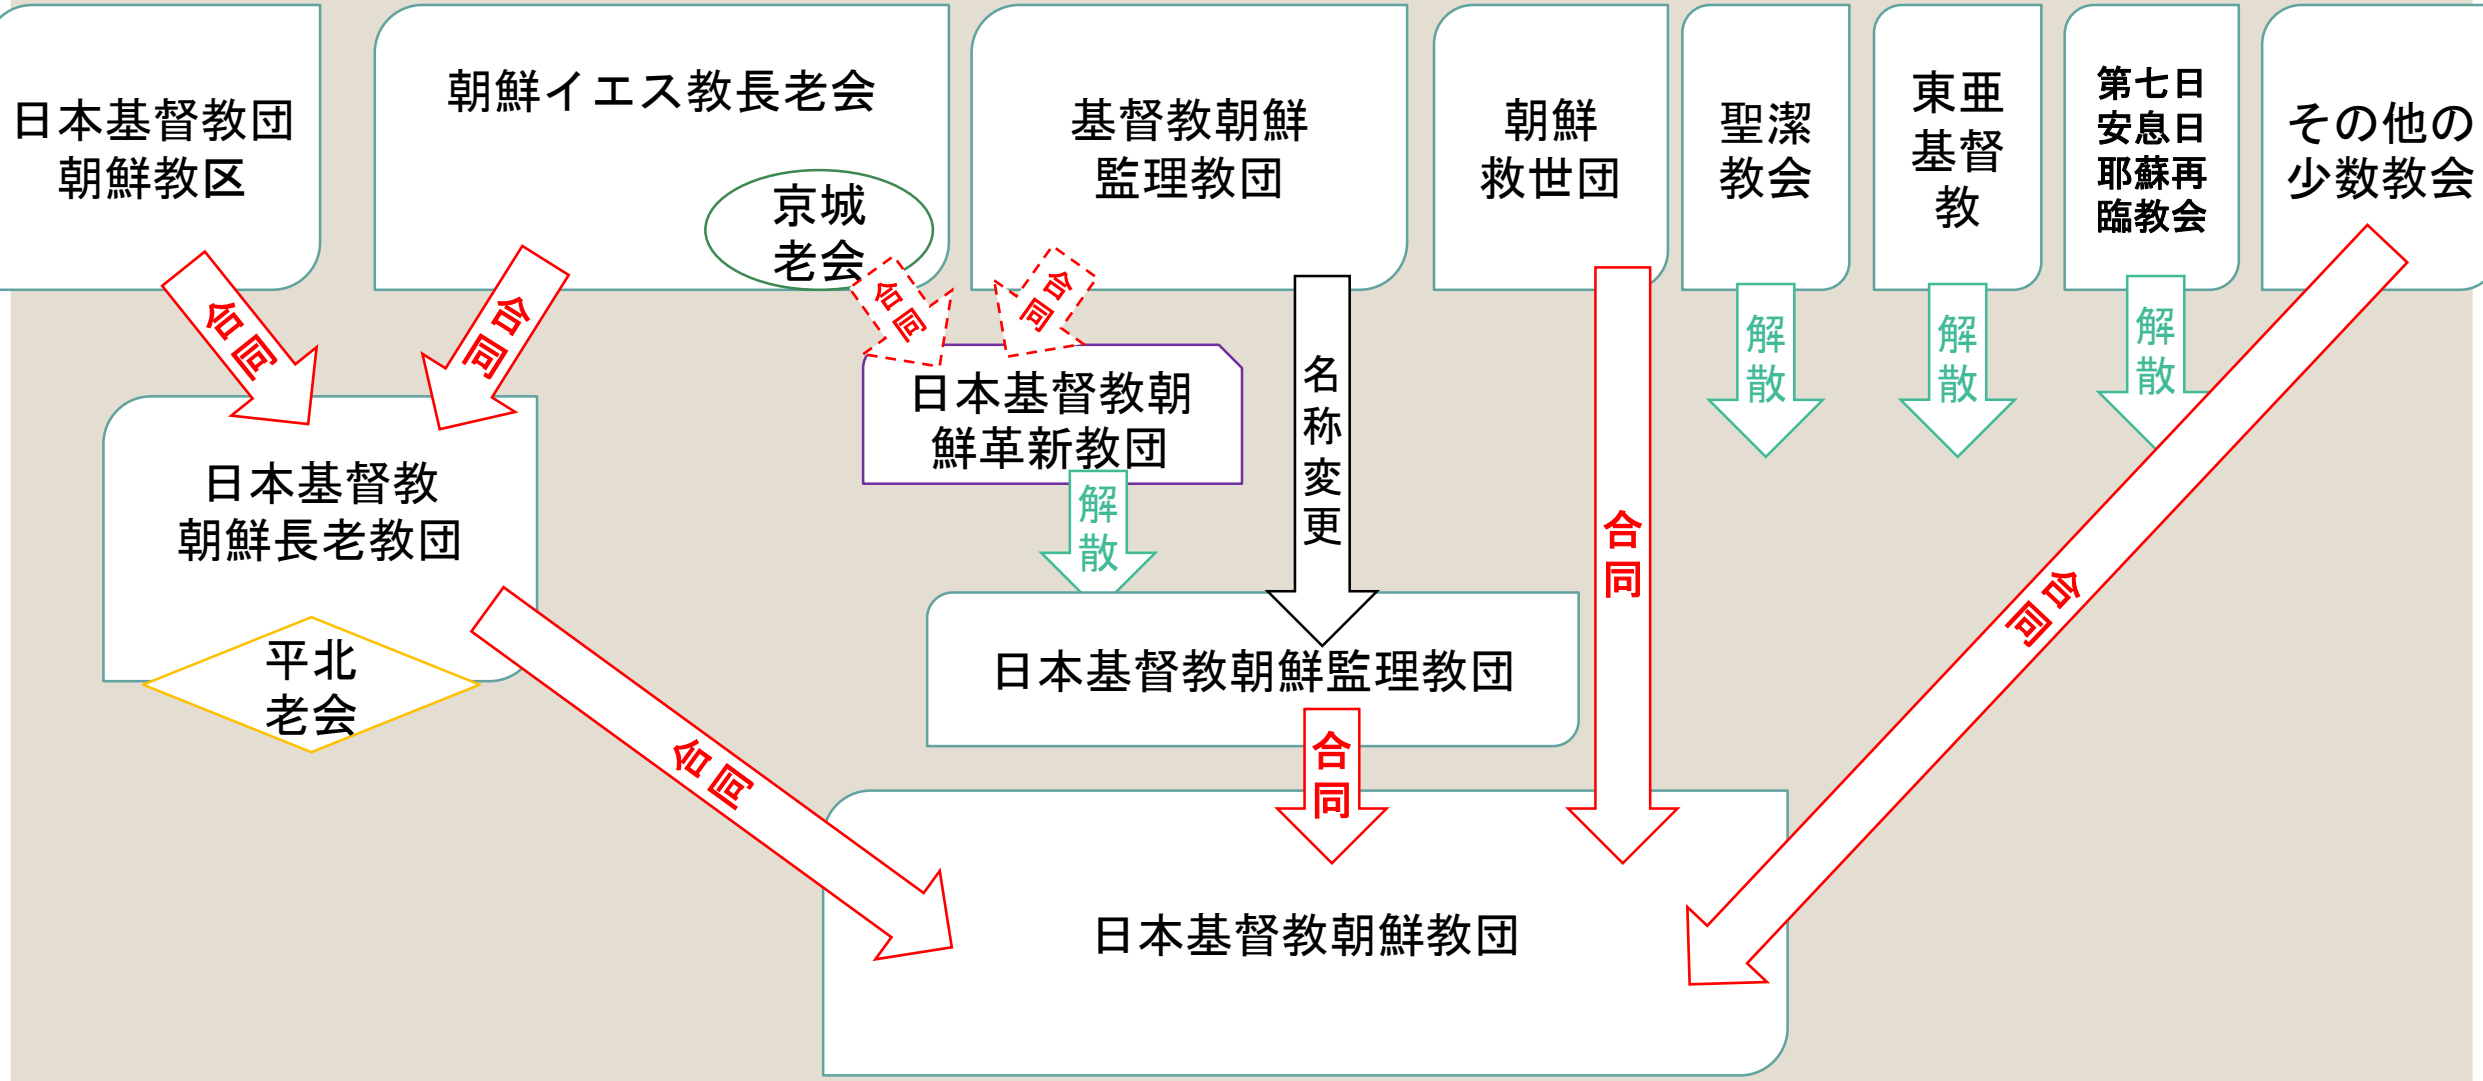 日本基督教団
朝鮮教区
朝鮮イエス教長老会
京城
老会
基督教朝鮮
監理教団
朝鮮
救世団
聖潔
教会
東亜
基督
教
第七日
安息日
耶蘇再
臨教会
その他の
少数教会
合同
合同
合同
合同
日本基督教朝
鮮革新教団
解
散
名
称
変
更
合
同
解
散
解
散
解
散
合同
日本基督教
朝鮮長老教団
平北
老会
合同
日本基督教朝鮮監理教団
合
同
日本基督教朝鮮教団